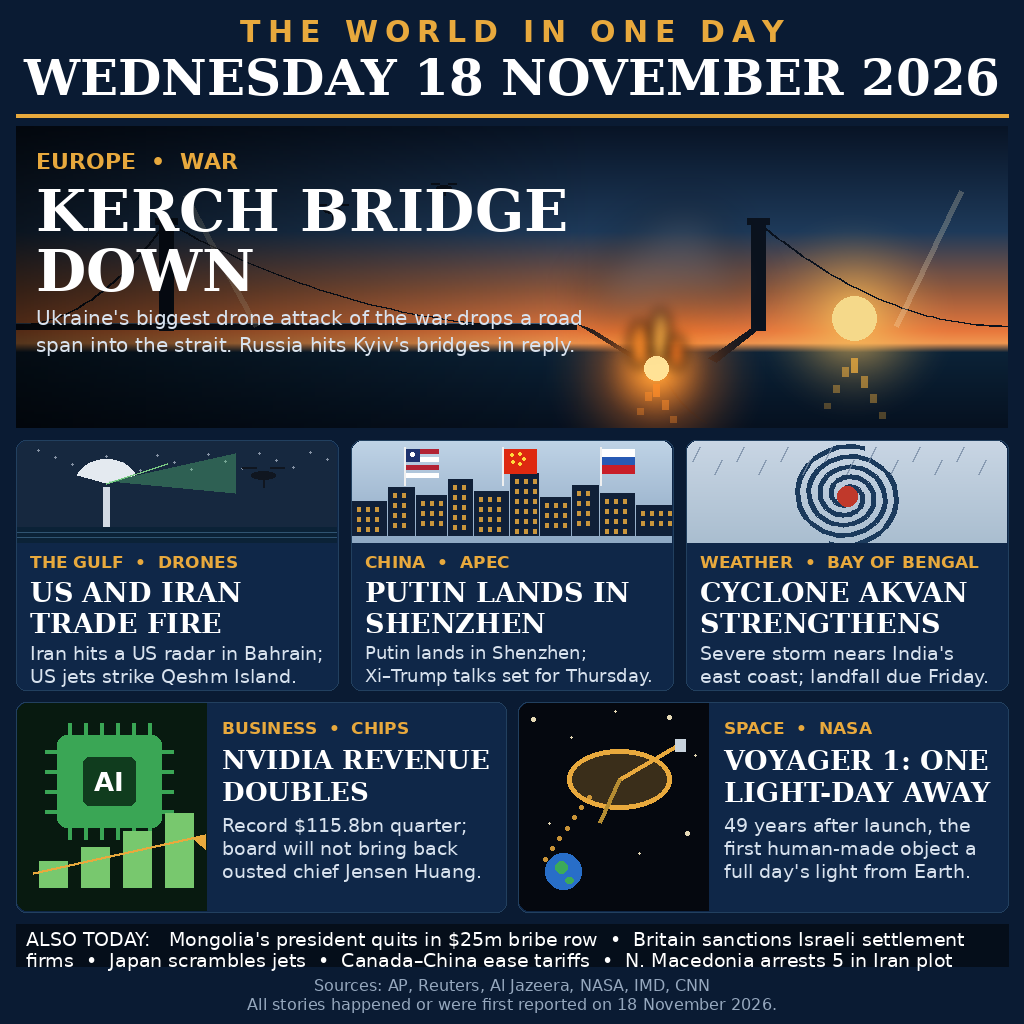 THE WORLD IN ONE DAY
WEDNESDAY 18 NOVEMBER 2026
EUROPE • WAR
KERCH BRIDGE
DOWN
Ukraine's biggest drone attack of the war drops a road
span into the strait. Russia hits Kyiv's bridges in reply.
THE GULF • DRONES
US AND IRAN
TRADE FIRE
Iran hits a US radar in Bahrain;
US jets strike Qeshm Island.
CHINA • APEC
PUTIN LANDS IN
SHENZHEN
Putin lands in Shenzhen;
Xi–Trump talks set for Thursday.
WEATHER • BAY OF BENGAL
CYCLONE AKVAN
STRENGTHENS
Severe storm nears India's
east coast; landfall due Friday.
AI
BUSINESS • CHIPS
NVIDIA REVENUE
DOUBLES
Record $115.8bn quarter;
board will not bring back
ousted chief Jensen Huang.
SPACE • NASA
VOYAGER 1: ONE
LIGHT-DAY AWAY
49 years after launch, the
first human-made object a
full day's light from Earth.
ALSO TODAY: Mongolia's president quits in $25m bribe row • Britain sanctions Israeli settlement
firms • Japan scrambles jets • Canada–China ease tariffs • N. Macedonia arrests 5 in Iran plot
Sources: AP, Reuters, Al Jazeera, NASA, IMD, CNN
All stories happened or were first reported on 18 November 2026.